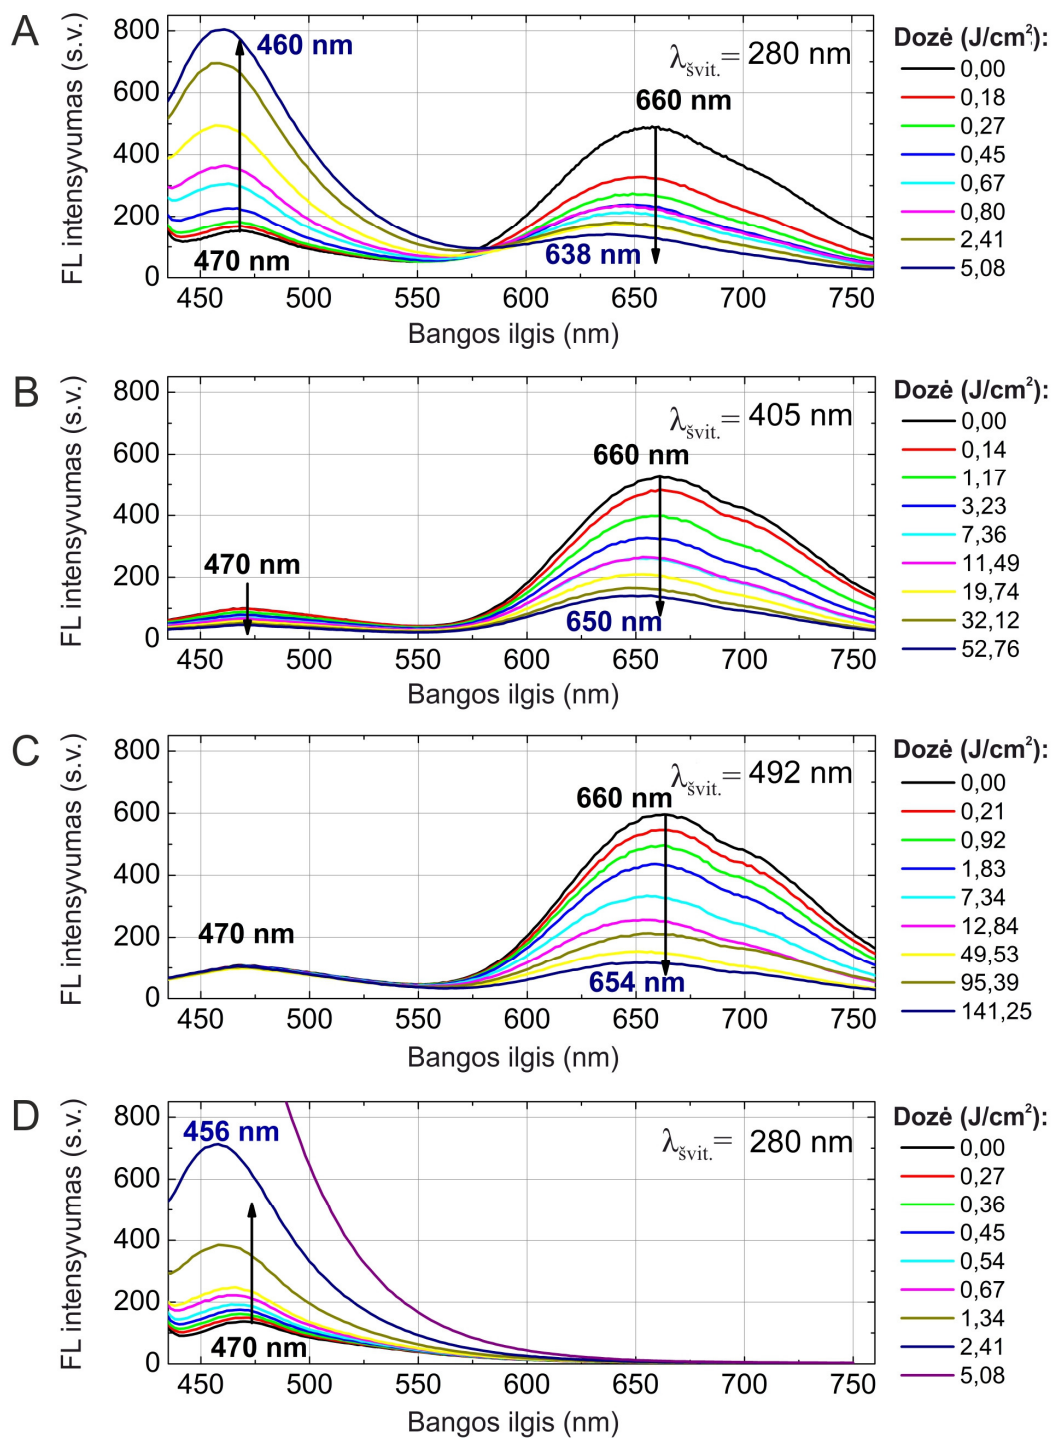 A
FL intensyvumas (s.v.)
800
600
400
200
0
460 nm
470 nm
660 nm
638 nm
λšvit.= 280 nm
450 500 550 600 650 700 750
Bangos ilgis (nm)
Dozė (J/cm²):
0,00
0,18
0,27
0,45
0,67
0,80
2,41
5,08
B
FL intensyvumas (s.v.)
800
600
400
200
0
470 nm
660 nm
650 nm
λšvit.= 405 nm
450 500 550 600 650 700 750
Bangos ilgis (nm)
Dozė (J/cm²):
0,00
0,14
1,17
3,23
7,36
11,49
19,74
32,12
52,76
C
FL intensyvumas (s.v.)
800
600
400
200
0
470 nm
660 nm
654 nm
λšvit.= 492 nm
450 500 550 600 650 700 750
Bangos ilgis (nm)
Dozė (J/cm²):
0,00
0,21
0,92
1,83
7,34
12,84
49,53
95,39
141,25
D
FL intensyvumas (s.v.)
800
600
400
200
0
456 nm
470 nm
λšvit.= 280 nm
450 500 550 600 650 700 750
Bangos ilgis (nm)
Dozė (J/cm²):
0,00
0,27
0,36
0,45
0,54
0,67
1,34
2,41
5,08